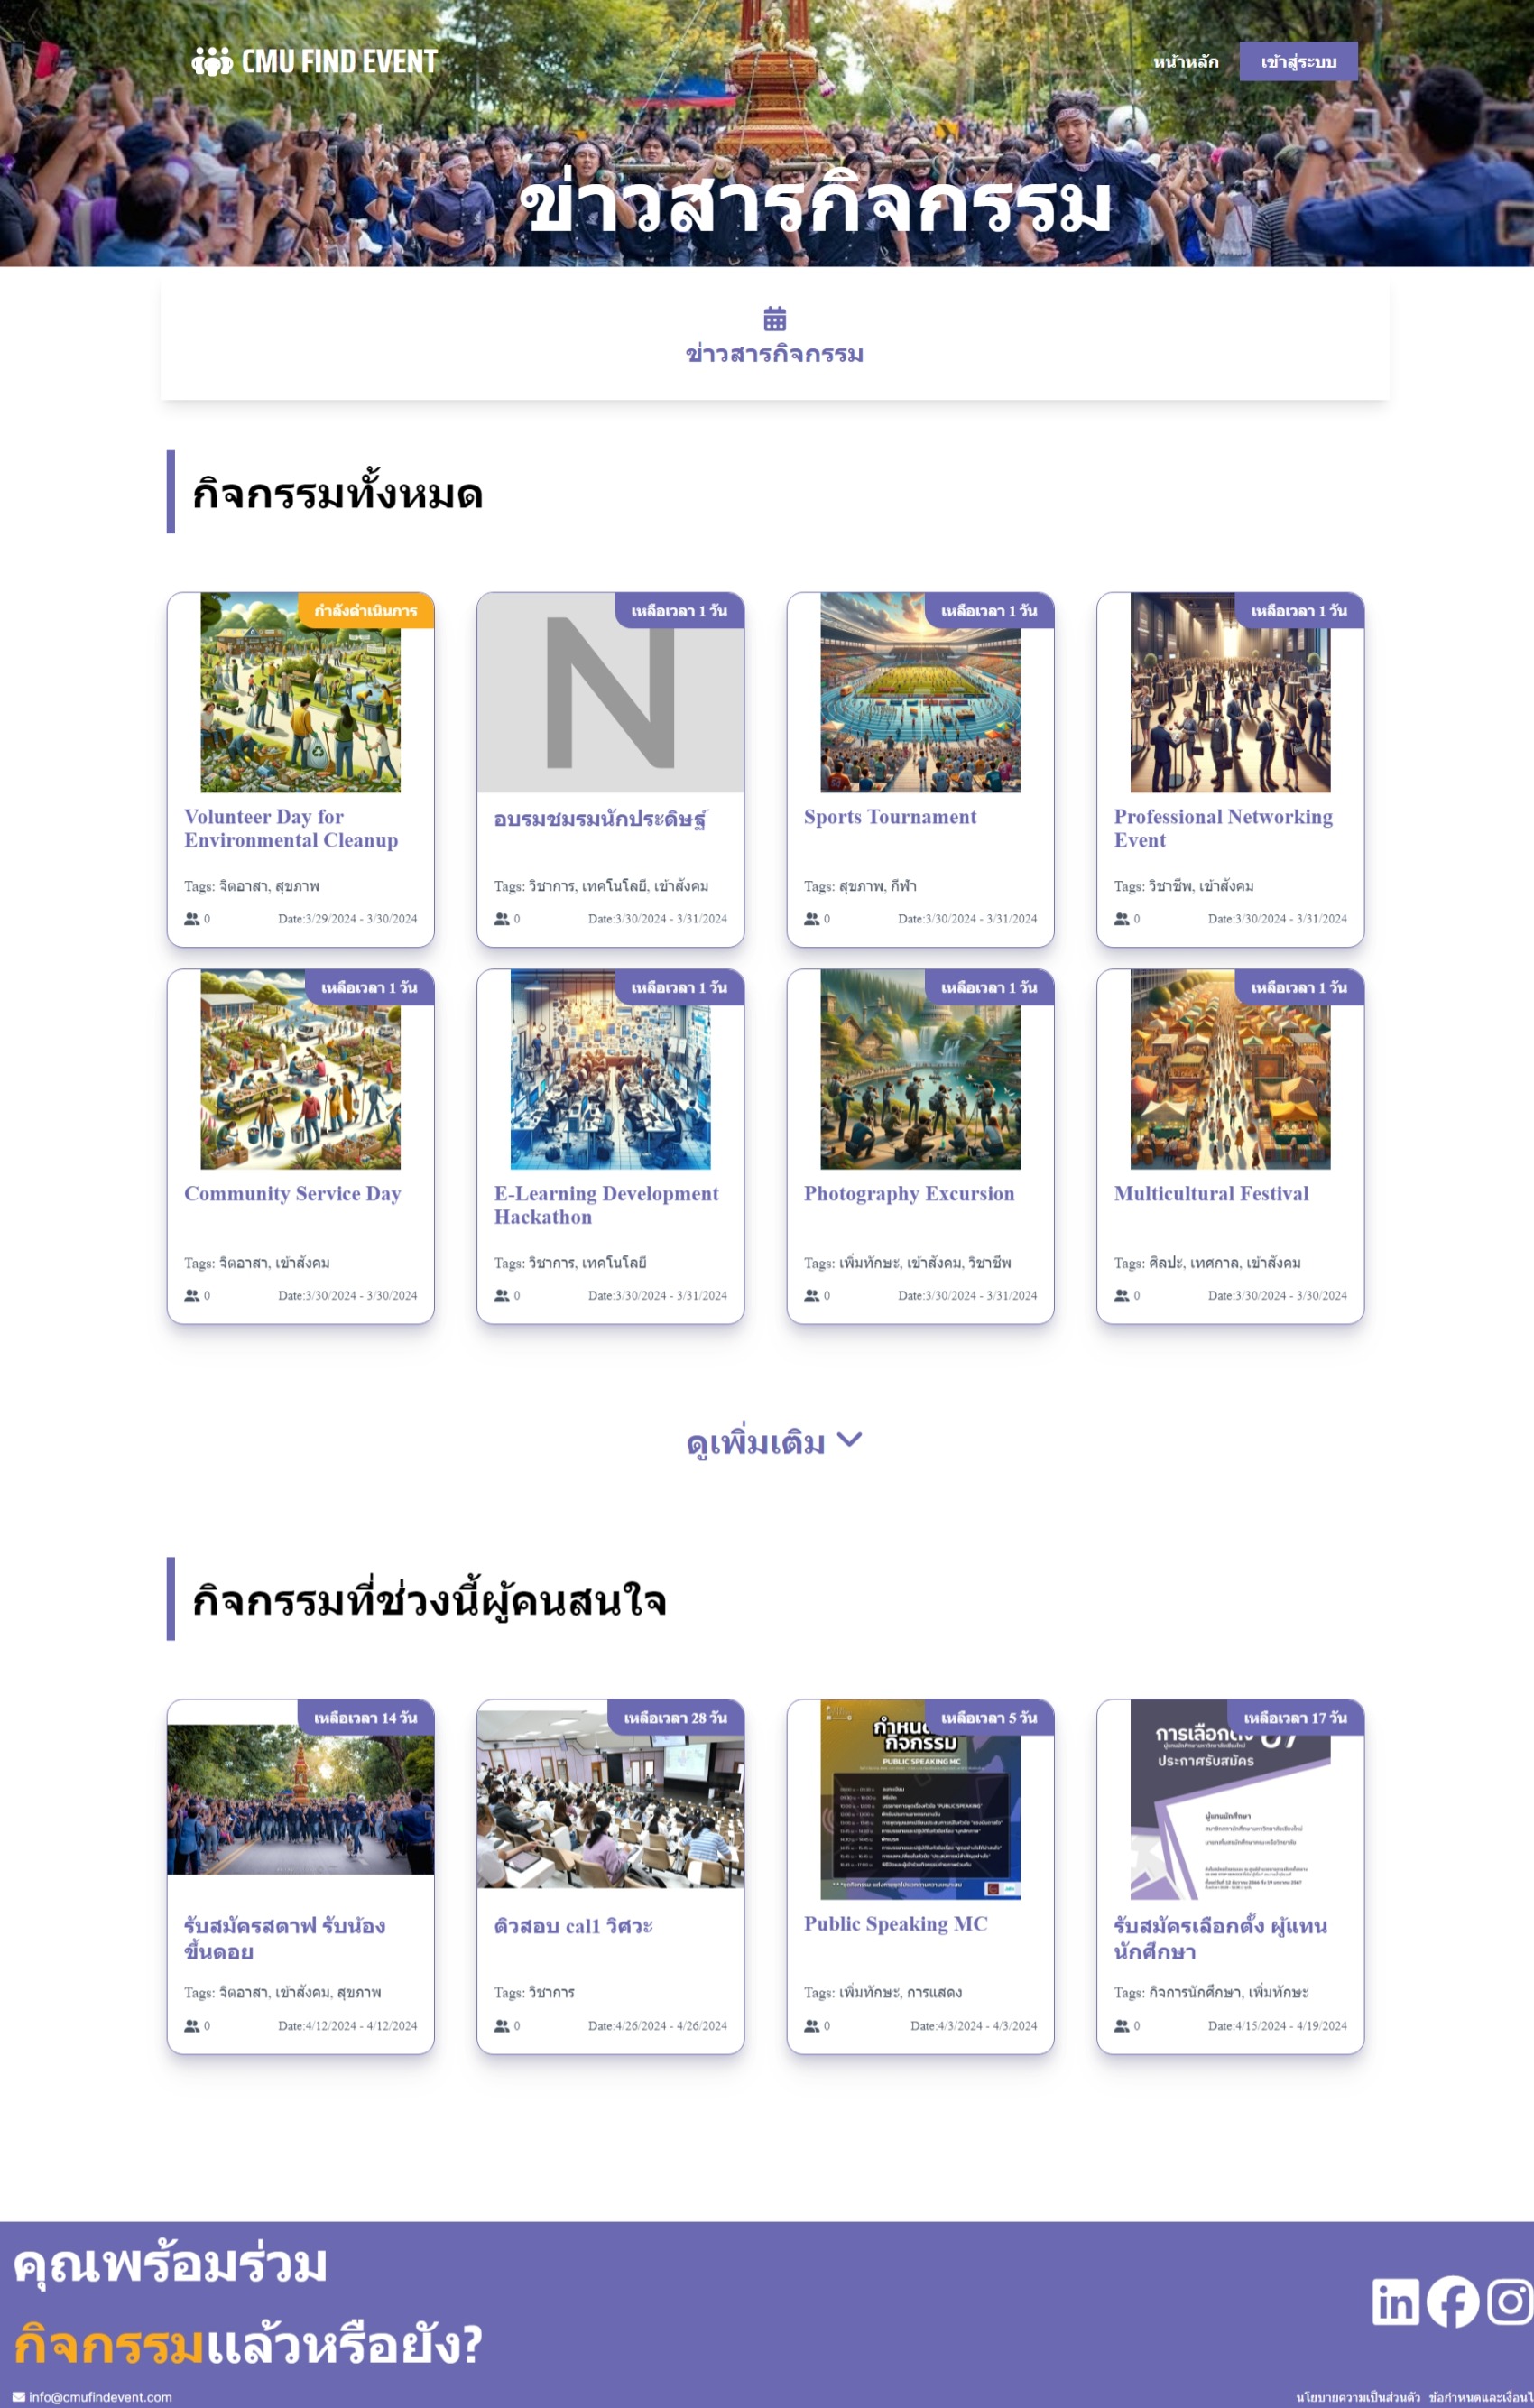 CMU FIND EVENT
หน้าหลัก
เข้าสู่ระบบ
ข่าวสารกิจกรรม
ข่าวสารกิจกรรม
กิจกรรมทั้งหมด
กำลังดำเนินการ
Volunteer Day for
Environmental Cleanup
Tags: จิตอาสา, สุขภาพ
0 Date:3/29/2024 - 3/30/2024
เหลือเวลา 1 วัน
N
อบรมชมรมนักประดิษฐ์
Tags: วิชาการ, เทคโนโลยี, เข้าสังคม
0 Date:3/30/2024 - 3/31/2024
เหลือเวลา 1 วัน
Sports Tournament
Tags: สุขภาพ, กีฬา
0 Date:3/30/2024 - 3/31/2024
เหลือเวลา 1 วัน
Professional Networking
Event
Tags: วิชาชีพ, เข้าสังคม
0 Date:3/30/2024 - 3/31/2024
เหลือเวลา 1 วัน
Community Service Day
Tags: จิตอาสา, เข้าสังคม
0 Date:3/30/2024 - 3/30/2024
เหลือเวลา 1 วัน
E-Learning Development
Hackathon
Tags: วิชาการ, เทคโนโลยี
0 Date:3/30/2024 - 3/31/2024
เหลือเวลา 1 วัน
Photography Excursion
Tags: เพิ่มทักษะ, เข้าสังคม, วิชาชีพ
0 Date:3/30/2024 - 3/31/2024
เหลือเวลา 1 วัน
Multicultural Festival
Tags: ศิลปะ, เทศกาล, เข้าสังคม
0 Date:3/30/2024 - 3/30/2024
ดูเพิ่มเติม
กิจกรรมที่ช่วงนี้ผู้คนสนใจ
เหลือเวลา 14 วัน
รับสมัครสตาฟ รับน้อง
ขึ้นดอย
Tags: จิตอาสา, เข้าสังคม, สุขภาพ
0 Date:4/12/2024 - 4/12/2024
เหลือเวลา 28 วัน
ติวสอบ cal1 วิศวะ
Tags: วิชาการ
0 Date:4/26/2024 - 4/26/2024
เหลือเวลา 5 วัน
กิจกรรม
PUBLIC SPEAKING MC
Public Speaking MC
Tags: เพิ่มทักษะ, การแสดง
0 Date:4/3/2024 - 4/3/2024
เหลือเวลา 17 วัน
ประกาศรับสมัคร
ผู้แทนนักศึกษา
รับสมัครเลือกตั้ง ผู้แทน
นักศึกษา
Tags: กิจการนักศึกษา, เพิ่มทักษะ
0 Date:4/15/2024 - 4/19/2024
คุณพร้อมร่วม
กิจกรรมแล้วหรือยัง?
info@cmufindevent.com
นโยบายความเป็นส่วนตัว ข้อกำหนดและเงื่อนไ